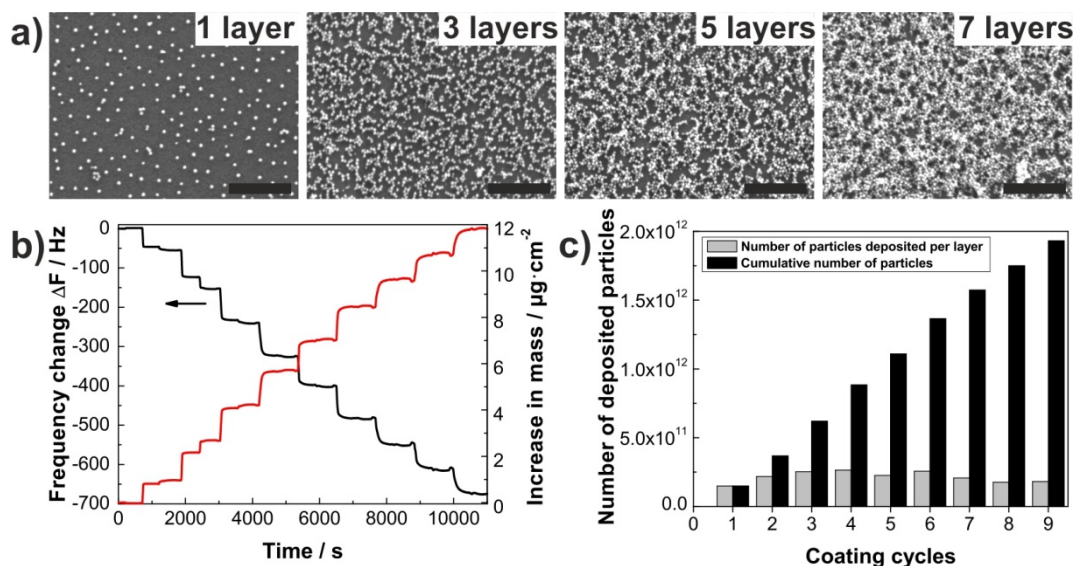 a)
1 layer
3 layers
5 layers
7 layers
b)
Frequency change ΔF / Hz
0
-100
-200
-300
-400
-500
-600
-700
0 2000 4000 6000 8000 10000
Time / s
12
10
8
6
4
2
0
Increase in mass / µg·cm⁻²
c)
Number of deposited particles
2.0x10¹²
1.5x10¹²
1.0x10¹²
5.0x10¹¹
0.0
Number of particles deposited per layer
Cumulative number of particles
0 1 2 3 4 5 6 7 8 9
Coating cycles